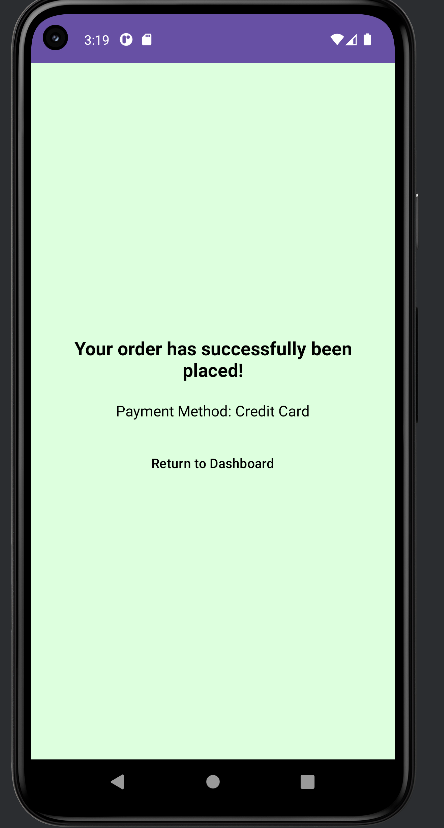 3:19
Your order has successfully been
placed!
Payment Method: Credit Card
Return to Dashboard